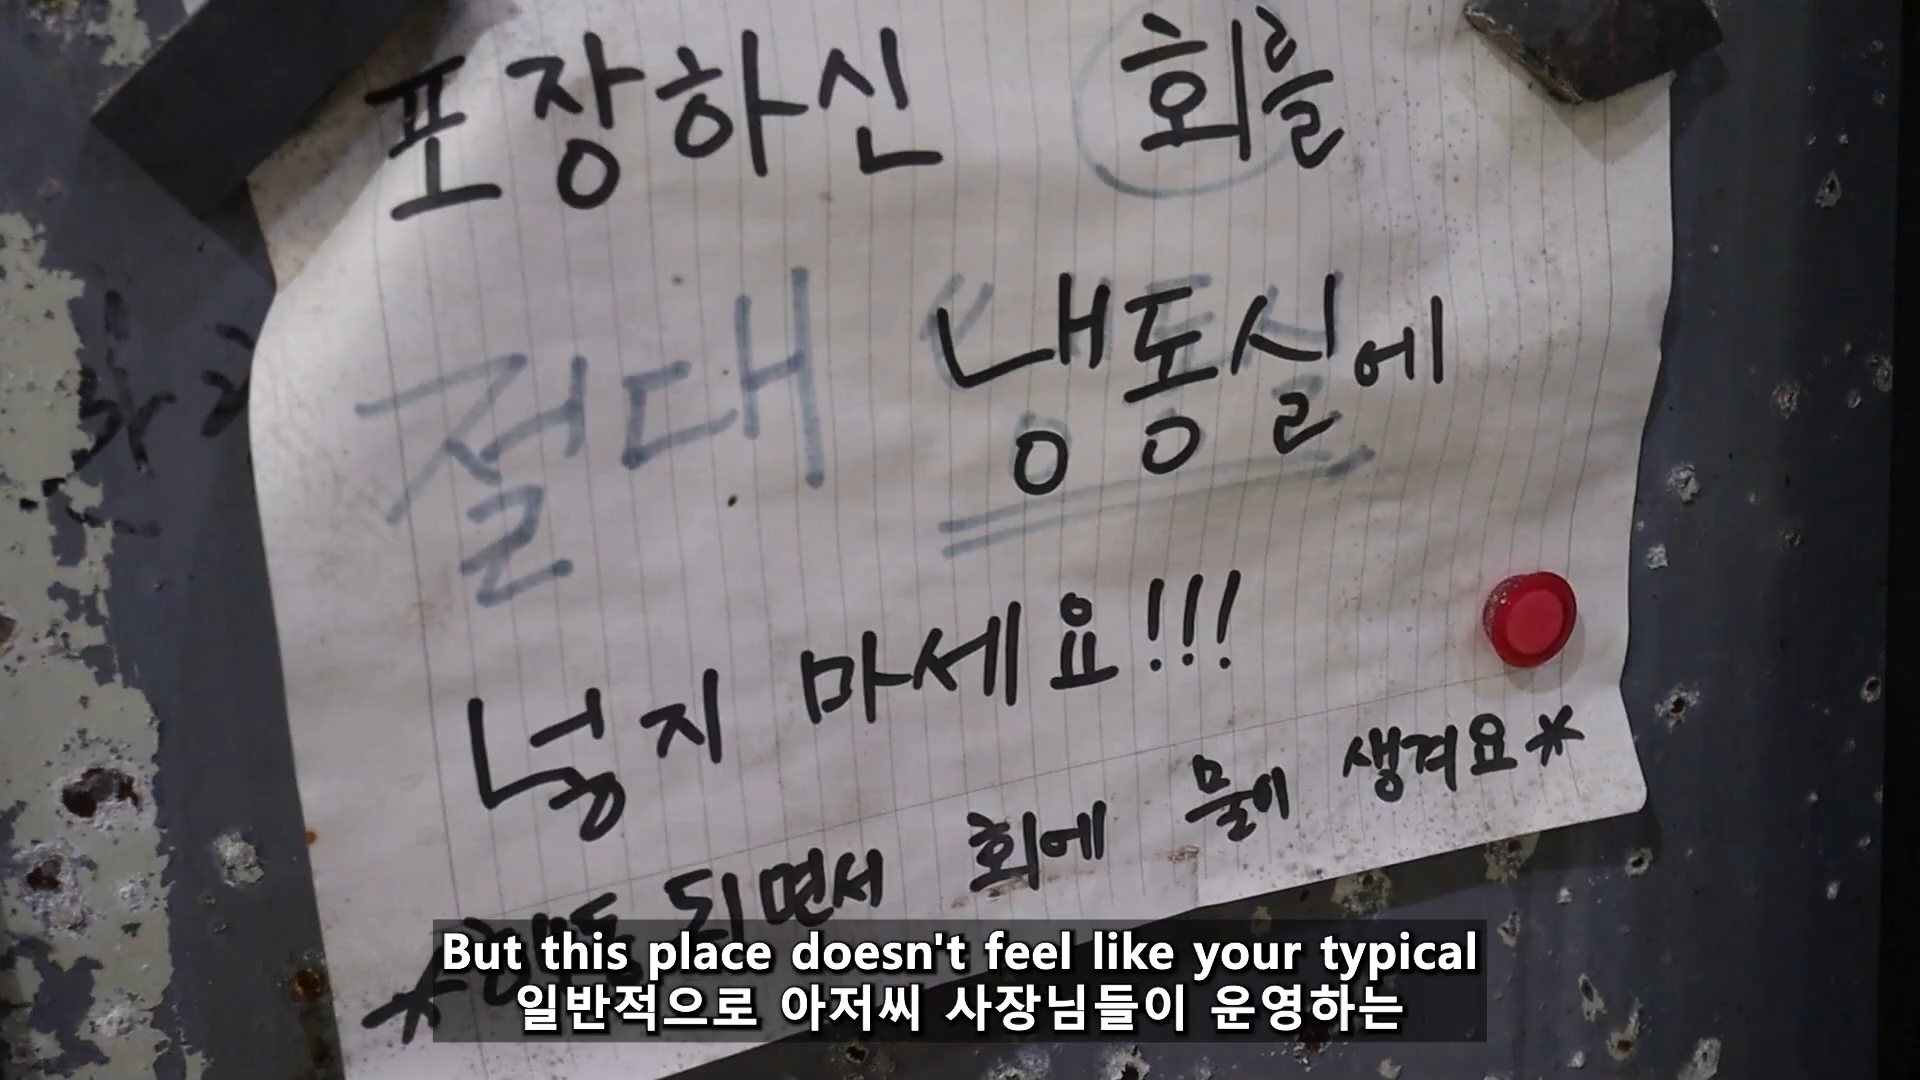 포장하신 회를
절대 냉동실에
넣지 마세요!!!
*해동 되면서 회에 물이 생겨요*
But this place doesn't feel like your typical
일반적으로 아저씨 사장님들이 운영하는